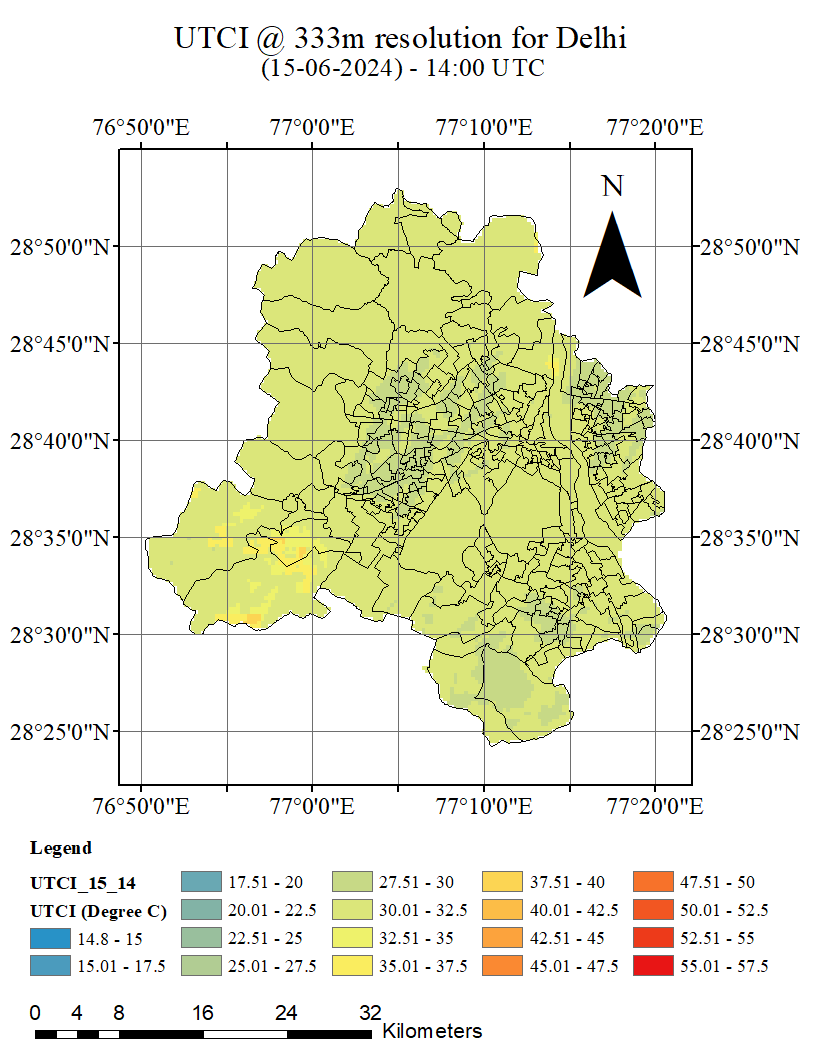 UTCI @ 333m resolution for Delhi
(15-06-2024) - 14:00 UTC
76°50'0"E 77°0'0"E 77°10'0"E 77°20'0"E
N
28°50'0"N 28°50'0"N
28°45'0"N 28°45'0"N
28°40'0"N 28°40'0"N
28°35'0"N 28°35'0"N
28°30'0"N 28°30'0"N
28°25'0"N 28°25'0"N
76°50'0"E 77°0'0"E 77°10'0"E 77°20'0"E
Legend
UTCI_15_14 17.51 - 20 27.51 - 30 37.51 - 40 47.51 - 50
UTCI (Degree C) 20.01 - 22.5 30.01 - 32.5 40.01 - 42.5 50.01 - 52.5
14.8 - 15 22.51 - 25 32.51 - 35 42.51 - 45 52.51 - 55
15.01 - 17.5 25.01 - 27.5 35.01 - 37.5 45.01 - 47.5 55.01 - 57.5
0 4 8 16 24 32
Kilometers